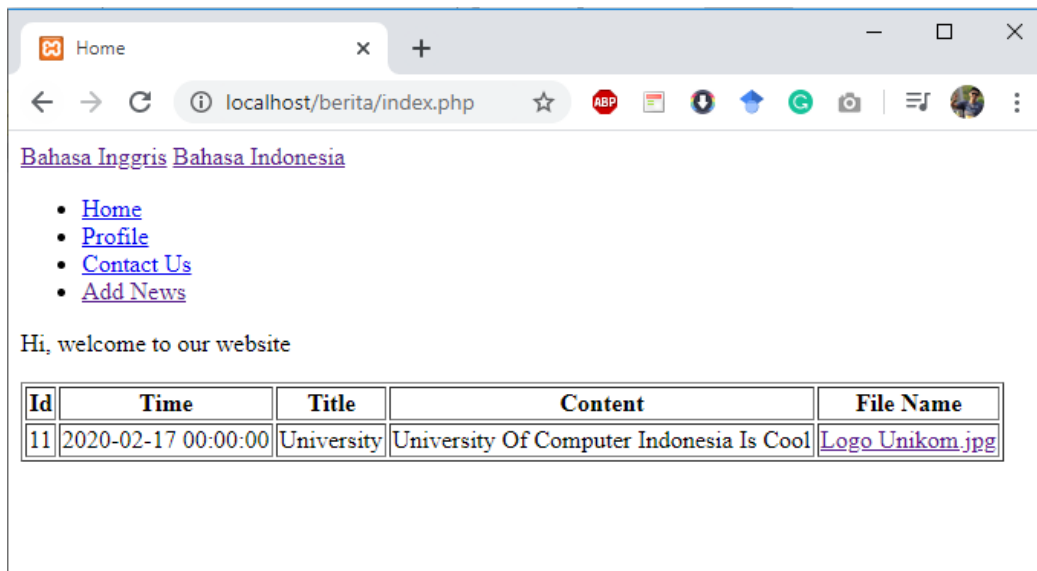 Home
localhost/berita/index.php
ABP
G
Bahasa Inggris Bahasa Indonesia
Home
Profile
Contact Us
Add News
Hi, welcome to our website
Id Time Title Content File Name
11 2020-02-17 00:00:00 University University Of Computer Indonesia Is Cool Logo Unikom.jpg